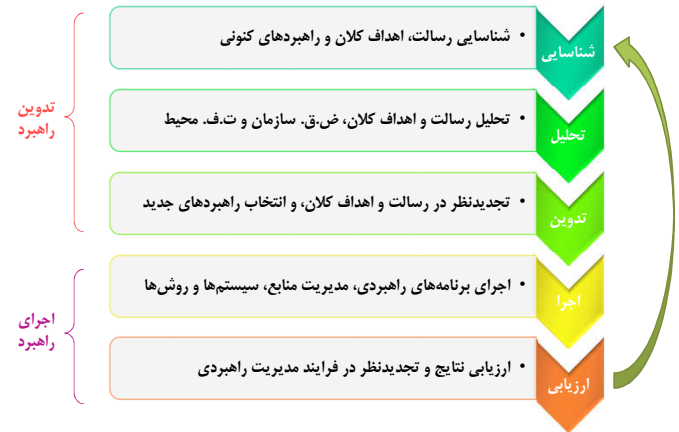 شناسایی
• شناسایی رسالت، اهداف کلان و راهبردهای کنونی
تحلیل
• تحلیل رسالت و اهداف کلان، ض.ق. سازمان و ت.ف. محیط
تدوین
• تجدیدنظر در رسالت و اهداف کلان، و انتخاب راهبردهای جدید
تدوین
راهبرد
اجرا
• اجرای برنامه‌های راهبردی، مدیریت منابع، سیستم‌ها و روش‌ها
ارزیابی
• ارزیابی نتایج و تجدیدنظر در فرایند مدیریت راهبردی
اجرای
راهبرد